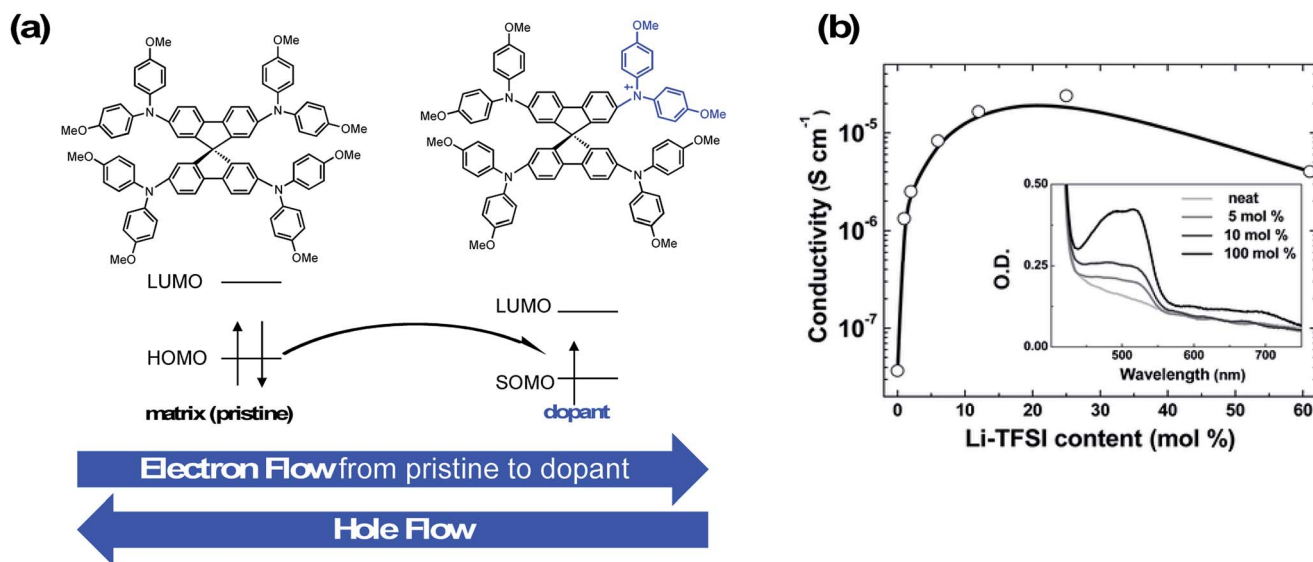 (a)
OMe
OMe
OMe
OMe
N
N
MeO
OMe
MeO
OMe
N
N
MeO
OMe
OMe
OMe
N
N
+•
MeO
OMe
MeO
OMe
N
N
MeO
OMe
LUMO
HOMO
matrix (pristine)
LUMO
SOMO
dopant
Electron Flow from pristine to dopant
Hole Flow
(b)
Conductivity (S cm⁻¹)
10⁻⁵
10⁻⁶
10⁻⁷
0 10 20 30 40 50 60
Li-TFSI content (mol %)
O.D.
0.50
0.25
0.00
neat
5 mol %
10 mol %
100 mol %
500 600 700
Wavelength (nm)